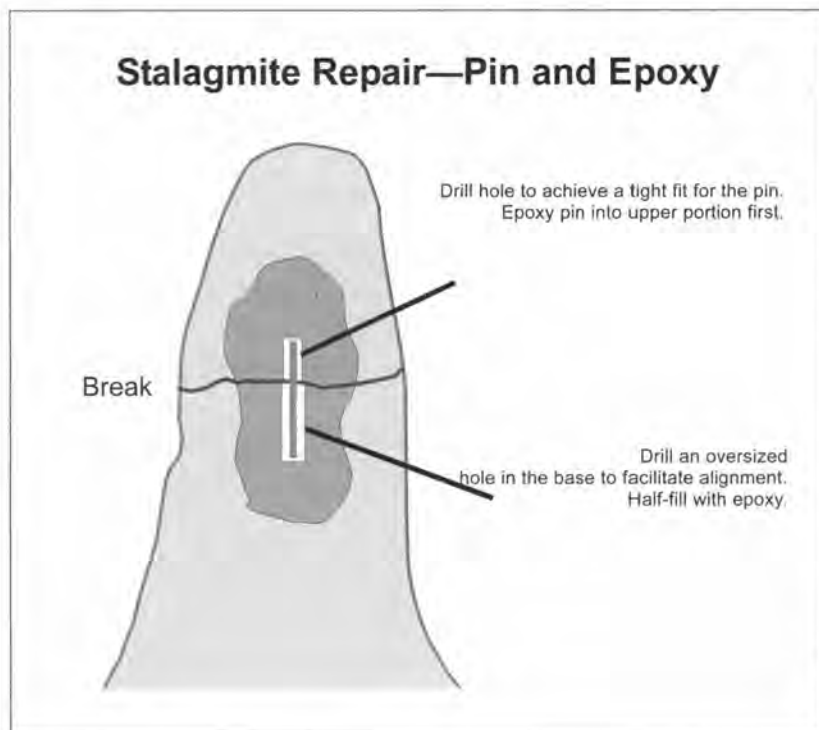 Stalagmite Repair—Pin and Epoxy
Drill hole to achieve a tight fit for the pin.
Epoxy pin into upper portion first.
Break
Drill an oversized
hole in the base to facilitate alignment.
Half-fill with epoxy.